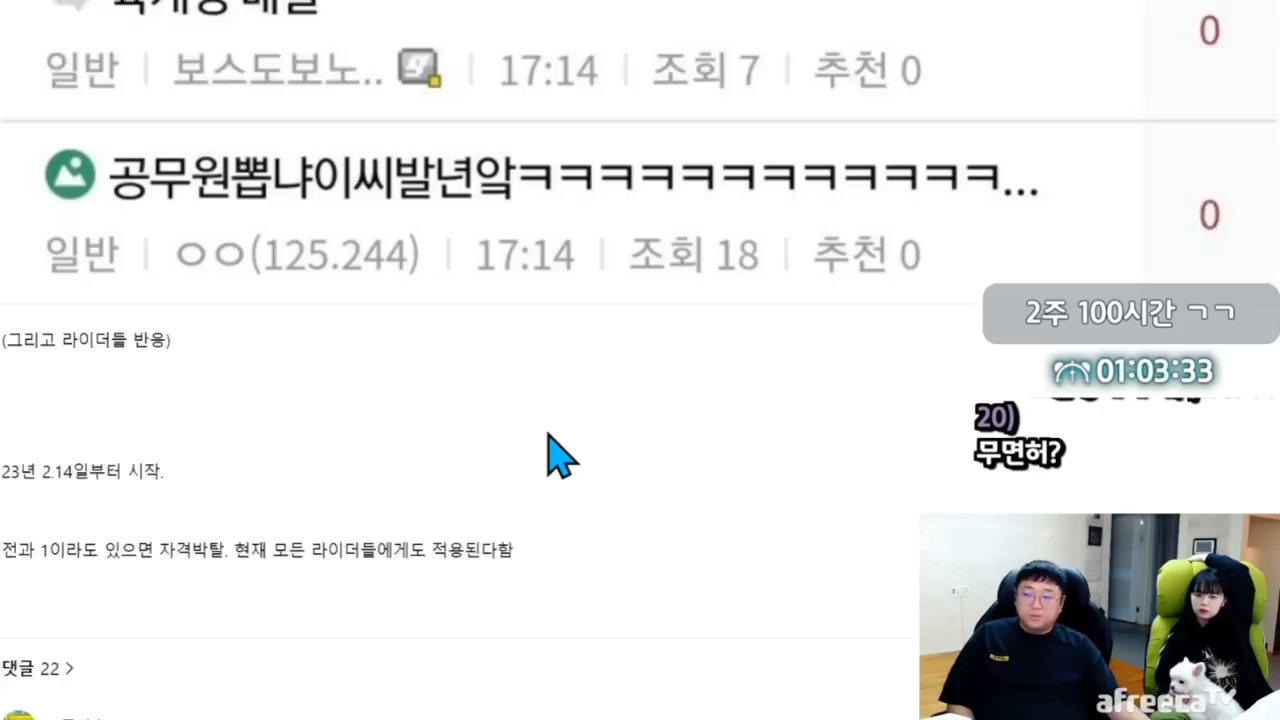 육개장 배달
0
일반 보스도보노.. 17:14 조회 7 추천 0
공무원뽑냐이씨발년앜ㅋㅋㅋㅋㅋㅋㅋㅋㅋㅋㅋㅋ...
0
일반 ㅇㅇ(125.244) 17:14 조회 18 추천 0
2주 100시간 ㄱㄱ
(그리고 라이더들 반응)
01:03:33
20)
무면허?
23년 2.14일부터 시작.
전과 1이라도 있으면 자격박탈. 현재 모든 라이더들에게도 적용된다함
댓글 22 >
afreecaTV